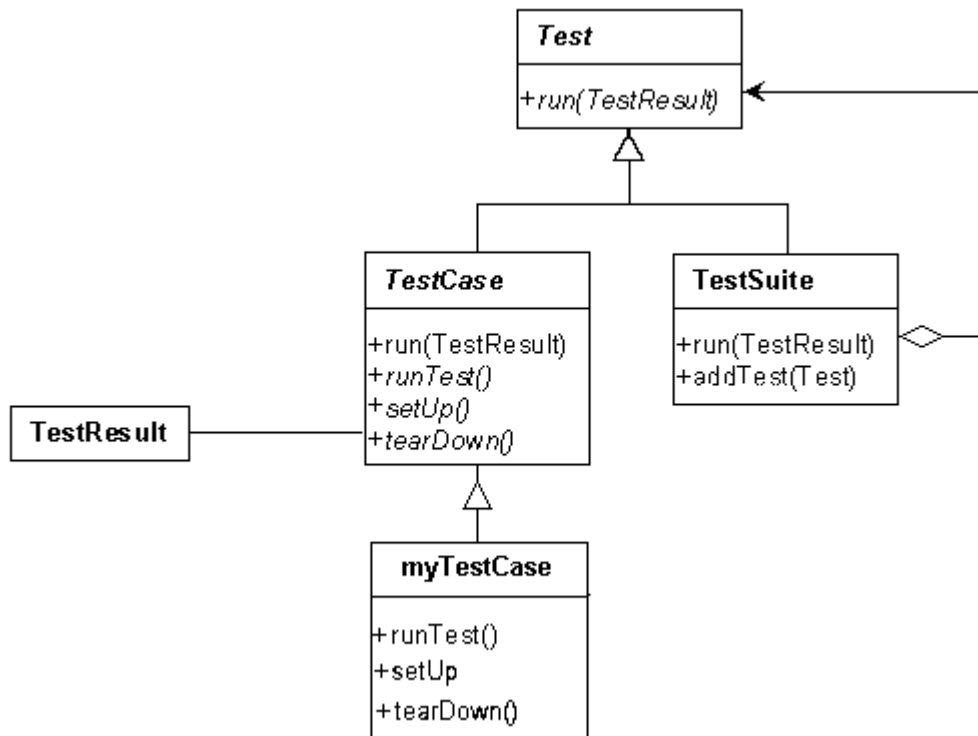 Test
+run(TestResult)
TestCase
+run(TestResult)
+runTest()
+setUp()
+tearDown()
TestSuite
+run(TestResult)
+addTest(Test)
TestResult
myTestCase
+runTest()
+setUp
+tearDown()